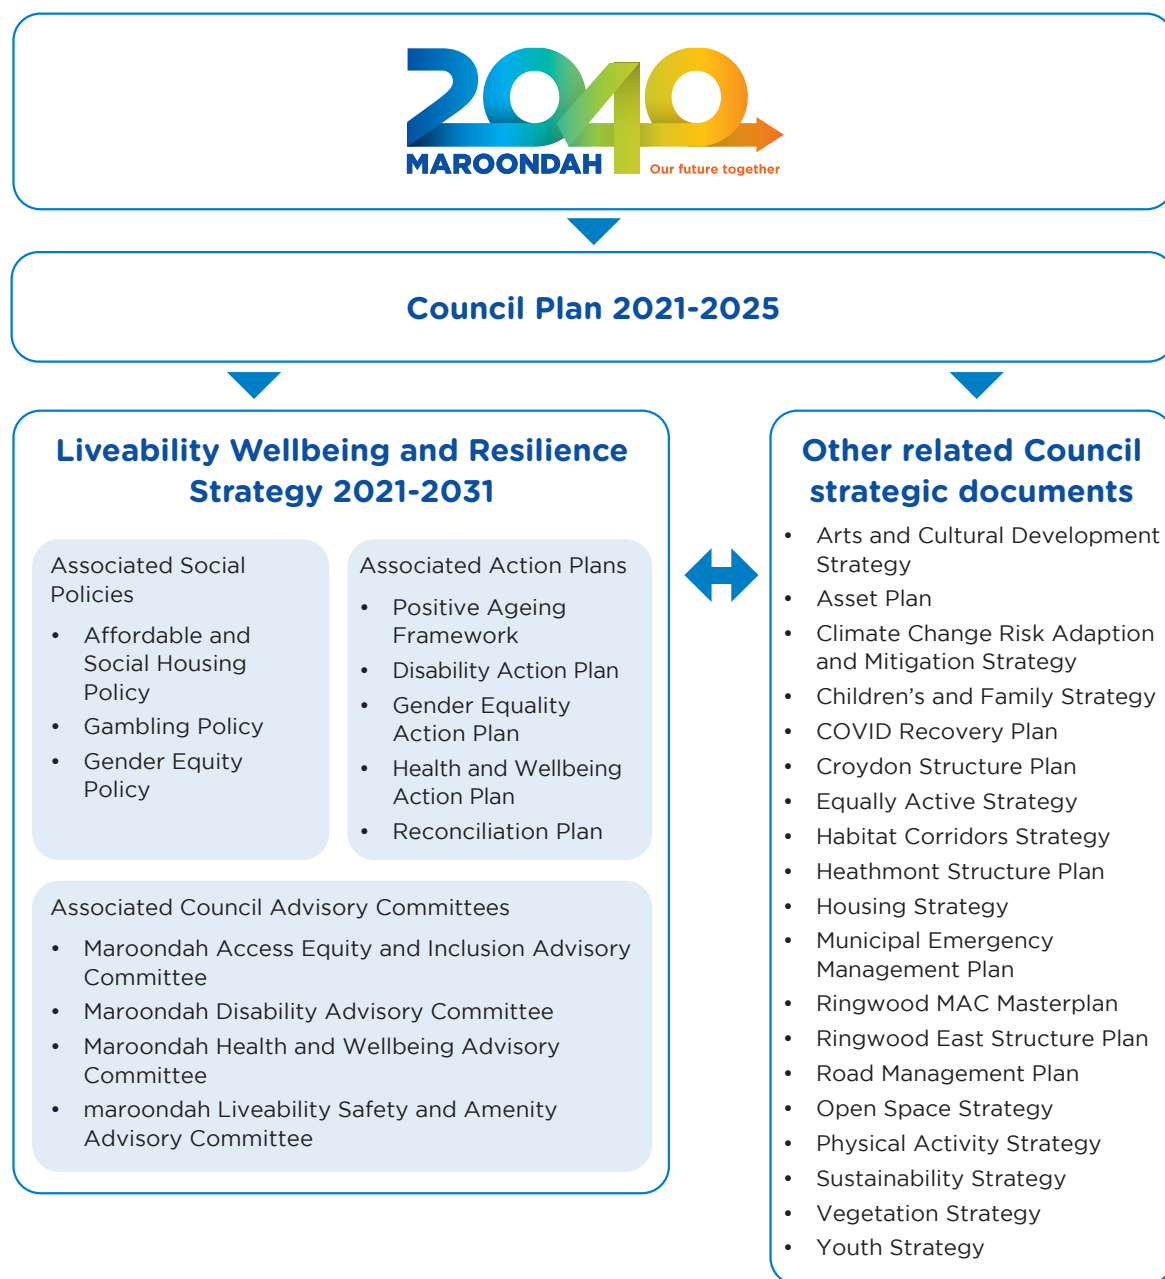 2040
MAROONDAH
Our future together
Council Plan 2021-2025
Liveability Wellbeing and Resilience
Strategy 2021-2031
Associated Social
Policies
• Affordable and
Social Housing
Policy
• Gambling Policy
• Gender Equity
Policy
Associated Action Plans
• Positive Ageing
Framework
• Disability Action Plan
• Gender Equality
Action Plan
• Health and Wellbeing
Action Plan
• Reconciliation Plan
Associated Council Advisory Committees
• Maroondah Access Equity and Inclusion Advisory
Committee
• Maroondah Disability Advisory Committee
• Maroondah Health and Wellbeing Advisory
Committee
• maroondah Liveability Safety and Amenity
Advisory Committee
Other related Council
strategic documents
• Arts and Cultural Development
Strategy
• Asset Plan
• Climate Change Risk Adaption
and Mitigation Strategy
• Children’s and Family Strategy
• COVID Recovery Plan
• Croydon Structure Plan
• Equally Active Strategy
• Habitat Corridors Strategy
• Heathmont Structure Plan
• Housing Strategy
• Municipal Emergency
Management Plan
• Ringwood MAC Masterplan
• Ringwood East Structure Plan
• Road Management Plan
• Open Space Strategy
• Physical Activity Strategy
• Sustainability Strategy
• Vegetation Strategy
• Youth Strategy